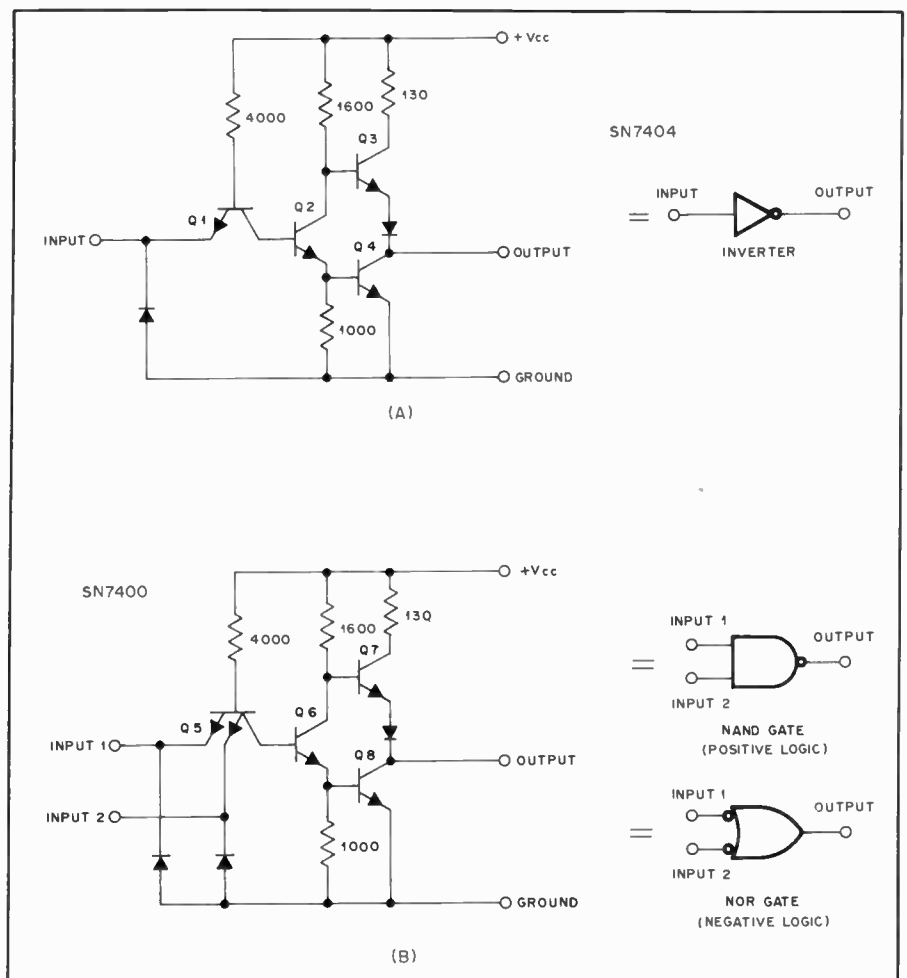 +Vcc
4000
1600
130
SN7404
Q3
Q1
Q2
INPUT
OUTPUT
=
INPUT
Q4
OUTPUT
INVERTER
1000
GROUND
(A)
SN7400
+Vcc
4000
1600
130
INPUT 1
OUTPUT
=
INPUT 2
Q7
Q5
Q6
NAND GATE
(POSITIVE LOGIC)
INPUT 1
Q8
OUTPUT
INPUT 2
INPUT 1
OUTPUT
=
1000
INPUT 2
GROUND
NOR GATE
(NEGATIVE LOGIC)
(B)